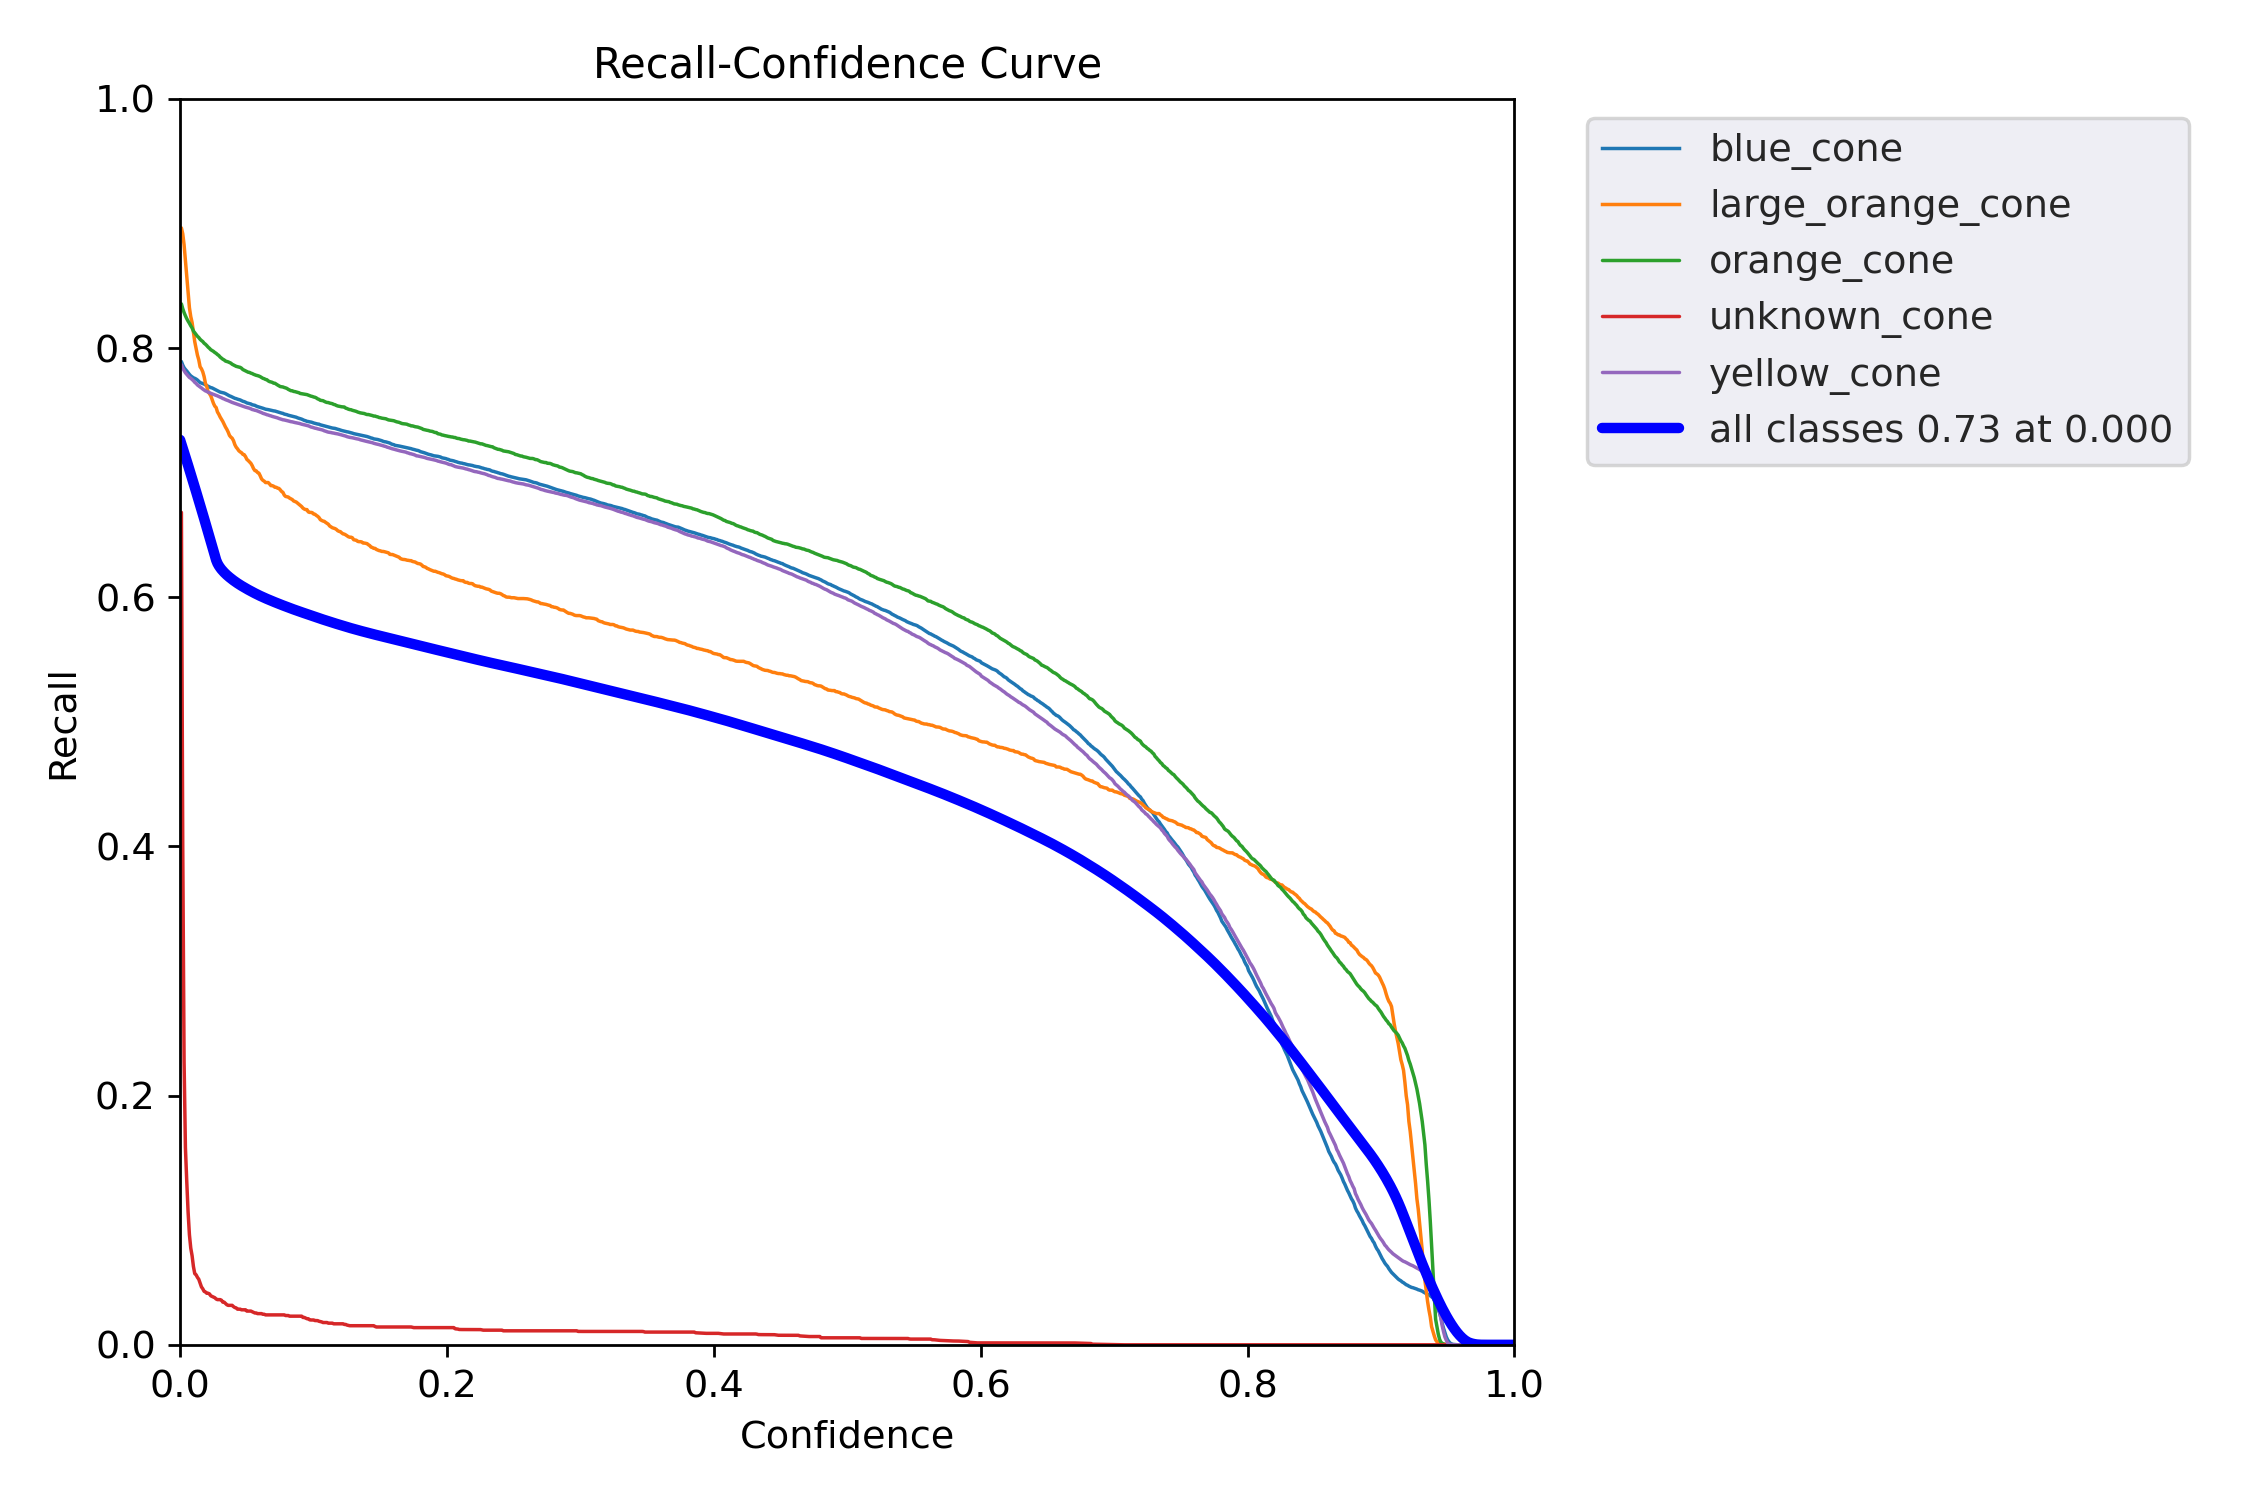 Recall-Confidence Curve
1.0
0.8
0.6
0.4
0.2
0.0
Recall
0.0 0.2 0.4 0.6 0.8 1.0
Confidence
blue_cone
large_orange_cone
orange_cone
unknown_cone
yellow_cone
all classes 0.73 at 0.000